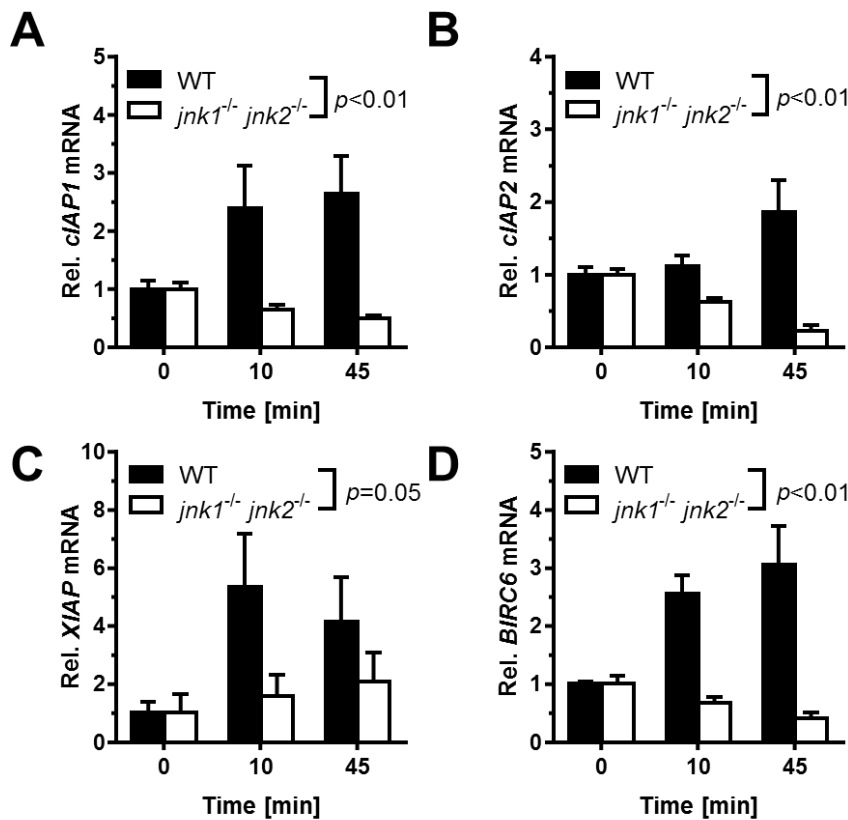 A
Rel. cIAP1 mRNA
5
4
3
2
1
0
WT
jnk1-/- jnk2-/-
p<0.01
0 10 45
Time [min]
B
Rel. cIAP2 mRNA
4
3
2
1
0
WT
jnk1-/- jnk2-/-
p<0.01
0 10 45
Time [min]
C
Rel. XIAP mRNA
10
8
6
4
2
0
WT
jnk1-/- jnk2-/-
p=0.05
0 10 45
Time [min]
D
Rel. BIRC6 mRNA
5
4
3
2
1
0
WT
jnk1-/- jnk2-/-
p<0.01
0 10 45
Time [min]